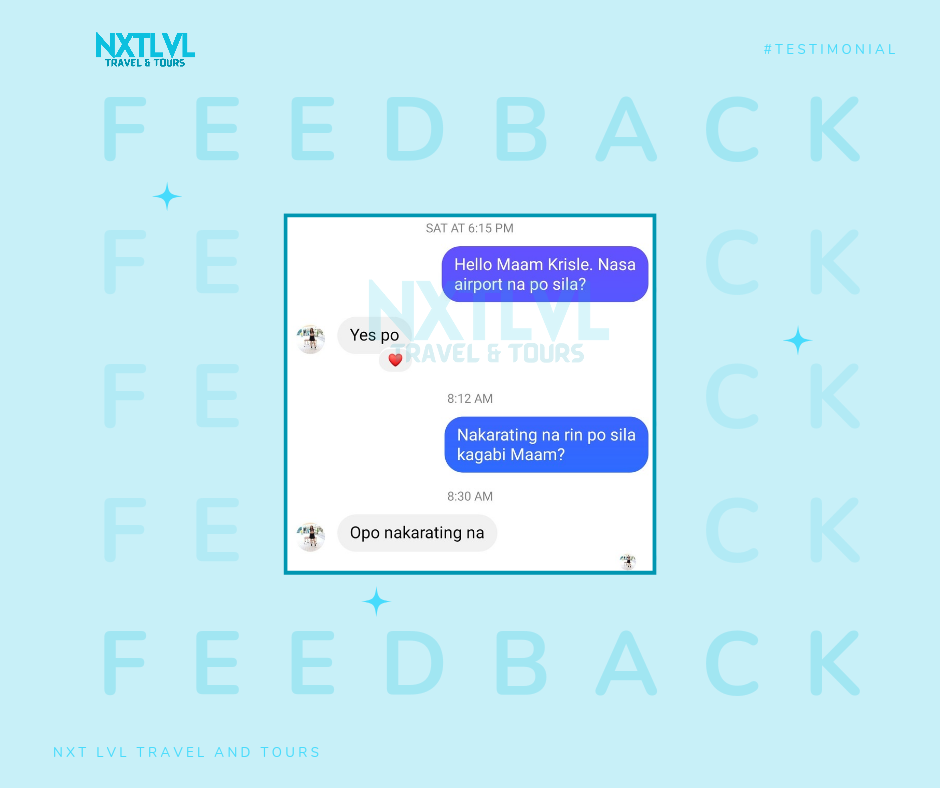 NXTLVL
TRAVEL & TOURS
#TESTIMONIAL
FEEDBACK
FE CK
FE CK
FE CK
FEEDBACK
SAT AT 6:15 PM
Hello Maam Krisle. Nasa
airport na po sila?
NXTLVL
TRAVEL & TOURS
Yes po
8:12 AM
Nakarating na rin po sila
kagabi Maam?
8:30 AM
Opo nakarating na
NXT LVL TRAVEL AND TOURS